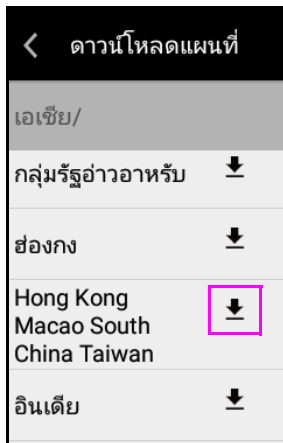 ดาวน์โหลดแผนที่
เอเชีย/
กลุ่มรัฐอ่าวอาหรับ
ฮ่องกง
Hong Kong
Macao South
China Taiwan
อินเดีย